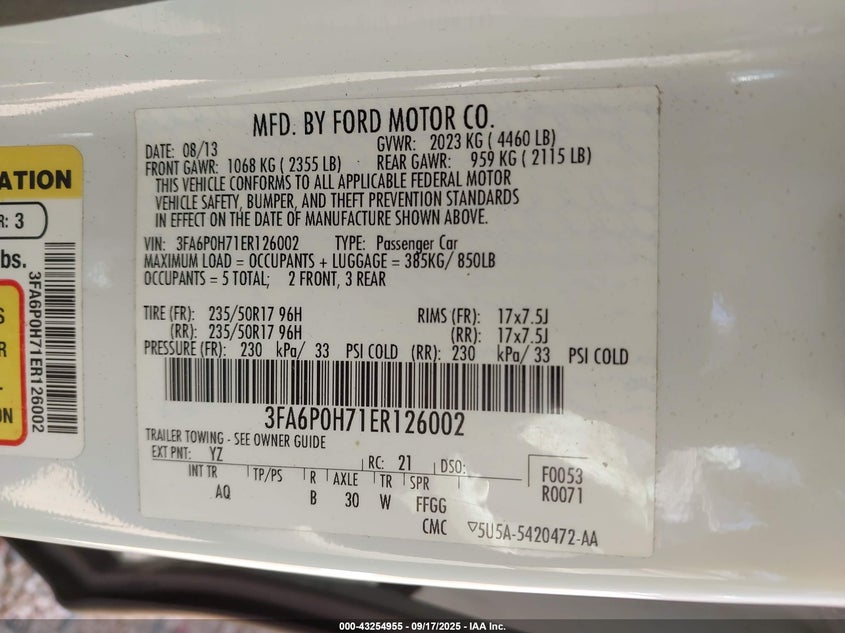 MFD. BY FORD MOTOR CO.
DATE: 08/13 GVWR: 2023 KG ( 4460 LB)
FRONT GAWR: 1068 KG ( 2355 LB) REAR GAWR: 959 KG ( 2115 LB)
THIS VEHICLE CONFORMS TO ALL APPLICABLE FEDERAL MOTOR
VEHICLE SAFETY, BUMPER, AND THEFT PREVENTION STANDARDS
IN EFFECT ON THE DATE OF MANUFACTURE SHOWN ABOVE.
VIN: 3FA6P0H71ER126002 TYPE: Passenger Car
MAXIMUM LOAD = OCCUPANTS + LUGGAGE = 385KG/ 850LB
OCCUPANTS = 5 TOTAL; 2 FRONT, 3 REAR
TIRE (FR): 235/50R17 96H RIMS (FR): 17x7.5J
(RR): 235/50R17 96H (RR): 17x7.5J
PRESSURE (FR): 230 kPa/ 33 PSI COLD (RR): 230 kPa/ 33 PSI COLD
3FA6P0H71ER126002
TRAILER TOWING - SEE OWNER GUIDE
EXT PNT: YZ RC: 21 DSO:
INT TR TP/PS R AXLE TR SPR F0053
AQ B 30 W FFGG R0071
CMC ▽5U5A-5420472-AA
ATION
R: 3
bs.
S
R
-
ON
3FA6P0H71ER126002
000-43254955 - 09/17/2025 - IAA Inc.